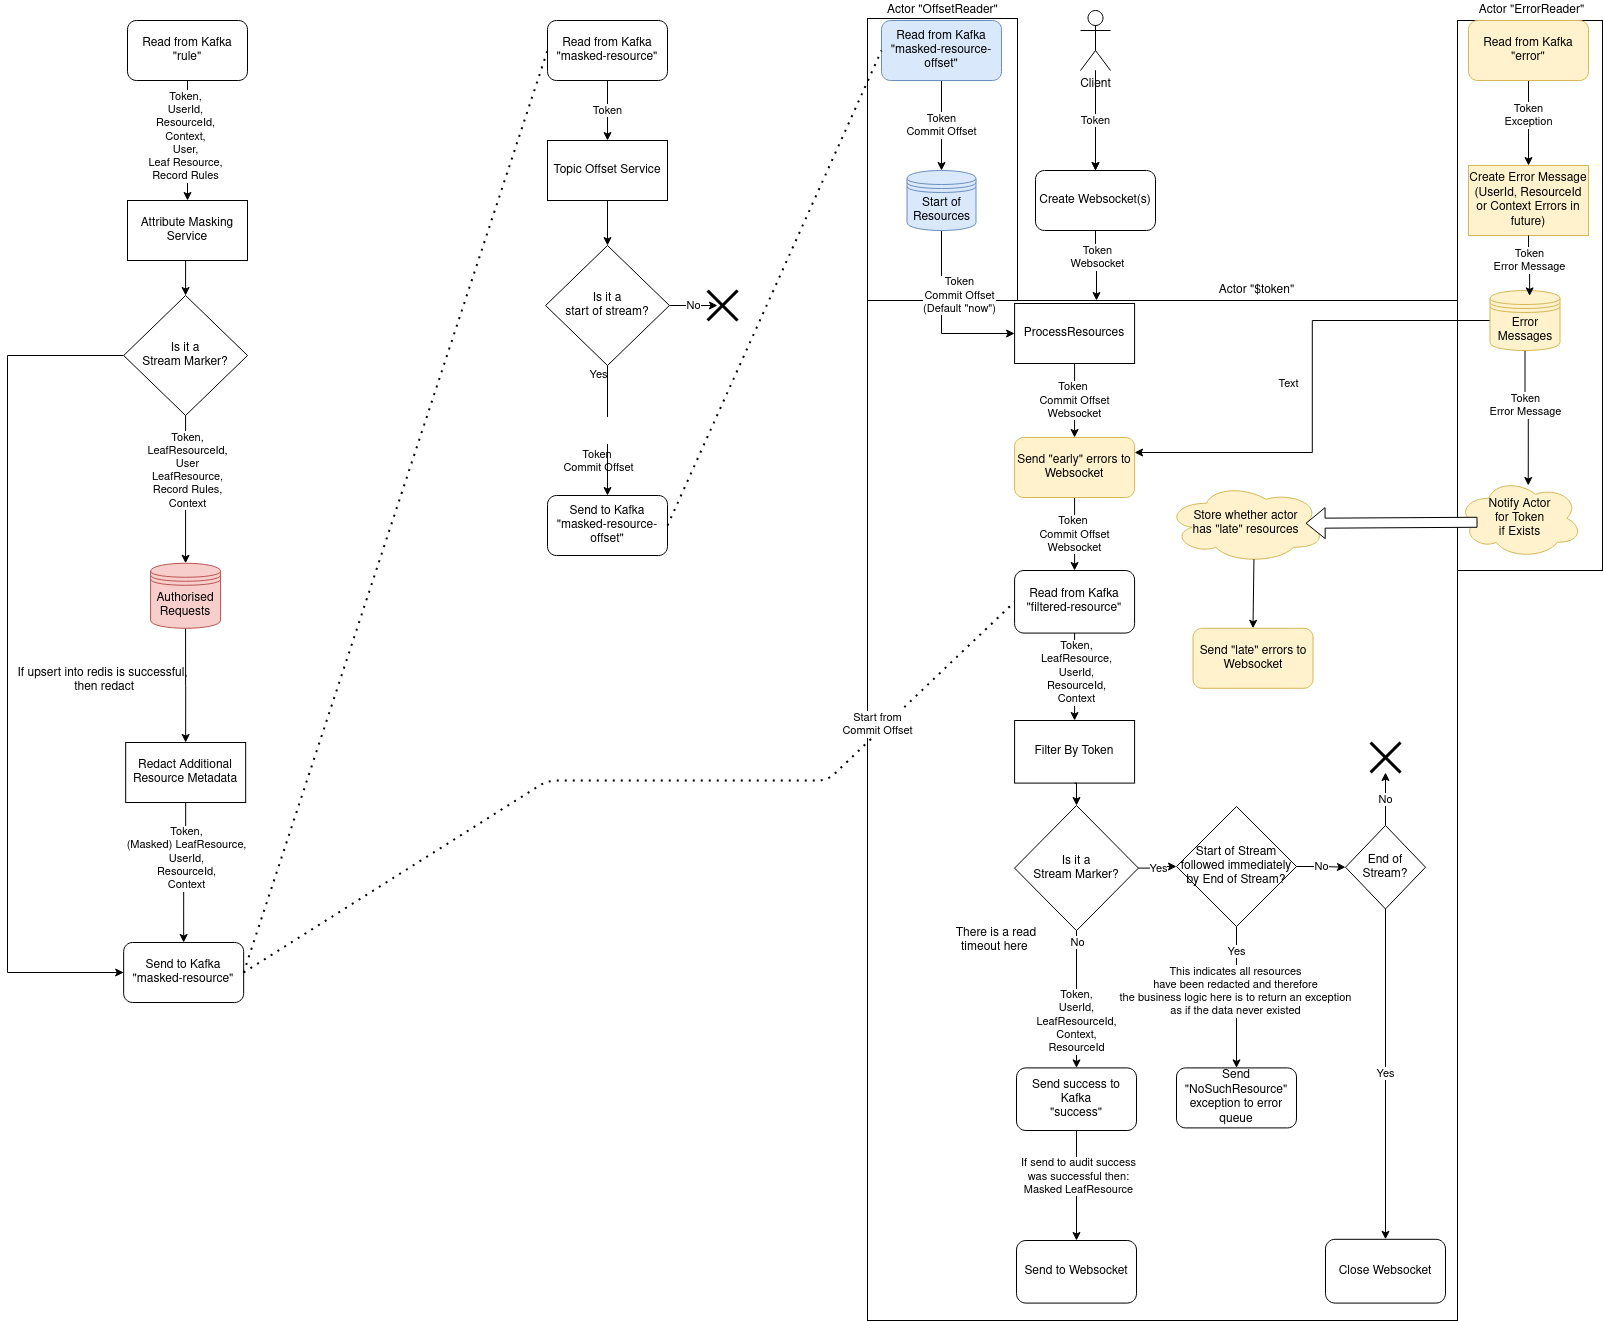 Read from Kafka
"rule"
Token,
UserId,
ResourceId,
Context,
User,
Leaf Resource,
Record Rules
Attribute Masking
Service
Is it a
Stream Marker?
Token,
LeafResourceId,
User
LeafResource,
Record Rules,
Context
Authorised
Requests
If upsert into redis is successful,
then redact
Redact Additional
Resource Metadata
Token,
(Masked) LeafResource,
UserId,
ResourceId,
Context
Send to Kafka
"masked-resource"
Read from Kafka
"masked-resource"
Token
Topic Offset Service
Is it a
start of stream?
No
Yes
Token
Commit Offset
Send to Kafka
"masked-resource-
offset"
Actor "OffsetReader"
Read from Kafka
"masked-resource-
offset"
Token
Commit Offset
Start of
Resources
Token
Commit Offset
(Default "now")
Client
Token
Create Websocket(s)
Token
Websocket
Actor "$token"
ProcessResources
Token
Commit Offset
Websocket
Send "early" errors to
Websocket
Token
Commit Offset
Websocket
Read from Kafka
"filtered-resource"
Start from
Commit Offset
Token,
LeafResource,
UserId,
ResourceId,
Context
Filter By Token
Is it a
Stream Marker?
Yes
There is a read
timeout here
No
Token,
UserId,
LeafResourceId,
Context,
ResourceId
Send success to
Kafka
"success"
If send to audit success
was successful then:
Masked LeafResource
Send to Websocket
Start of Stream
followed immediately
by End of Stream?
No
Yes
This indicates all resources
have been redacted and therefore
the business logic here is to return an exception
as if the data never existed
Send
"NoSuchResource"
exception to error
queue
End of
Stream?
No
Yes
Close Websocket
Actor "ErrorReader"
Read from Kafka
"error"
Token
Exception
Create Error Message
(UserId, ResourceId
or Context Errors in
future)
Token
Error Message
Error
Messages
Text
Token
Error Message
Notify Actor
for Token
if Exists
Store whether actor
has "late" resources
Send "late" errors to
Websocket